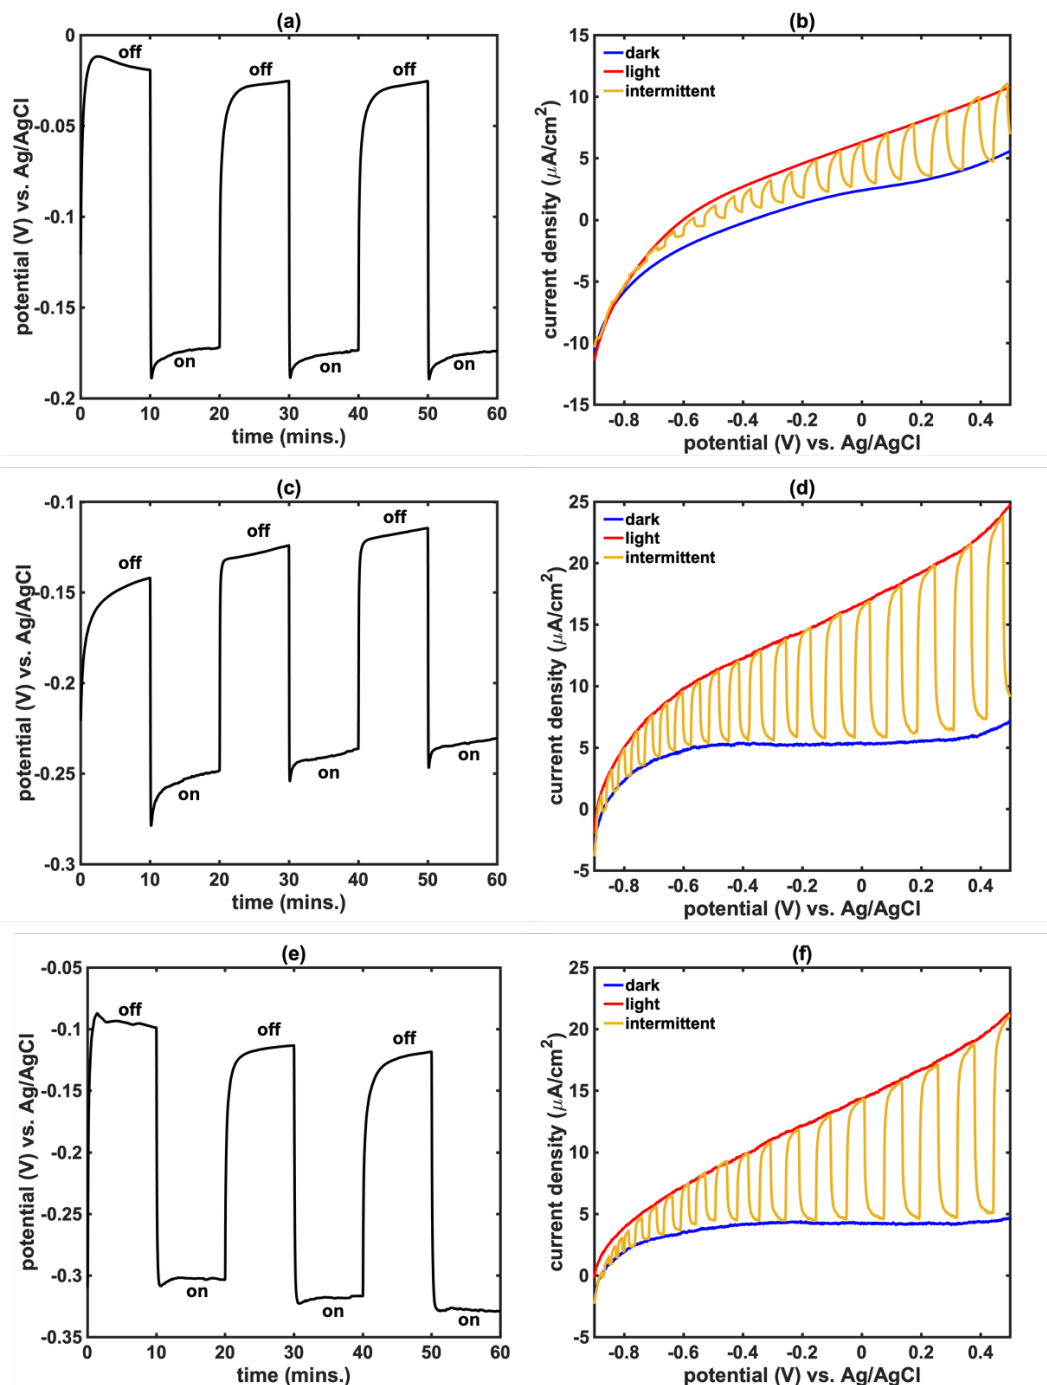 (a)
0
-0.05
-0.1
-0.15
-0.2
0 10 20 30 40 50 60
potential (V) vs. Ag/AgCl
time (mins.)
off
off
off
on
on
on
(b)
dark
light
intermittent
15
10
5
0
-5
-10
-15
-0.8 -0.6 -0.4 -0.2 0 0.2 0.4
current density (μA/cm²)
potential (V) vs. Ag/AgCl
(c)
-0.1
-0.15
-0.2
-0.25
-0.3
0 10 20 30 40 50 60
potential (V) vs. Ag/AgCl
time (mins.)
off
off
off
on
on
on
(d)
dark
light
intermittent
25
20
15
10
5
0
-5
-0.8 -0.6 -0.4 -0.2 0 0.2 0.4
current density (μA/cm²)
potential (V) vs. Ag/AgCl
(e)
-0.05
-0.1
-0.15
-0.2
-0.25
-0.3
-0.35
0 10 20 30 40 50 60
potential (V) vs. Ag/AgCl
time (mins.)
off
off
off
on
on
on
(f)
dark
light
intermittent
25
20
15
10
5
0
-5
-0.8 -0.6 -0.4 -0.2 0 0.2 0.4
current density (μA/cm²)
potential (V) vs. Ag/AgCl